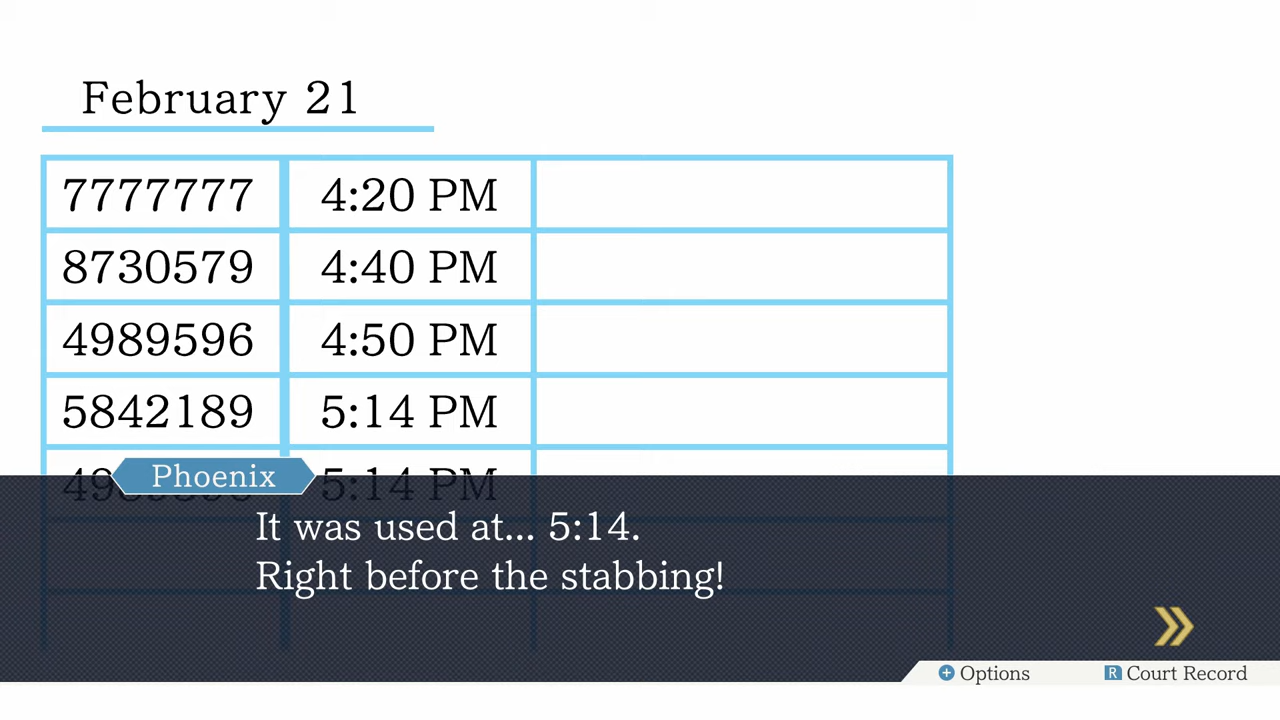 February 21
7777777 4:20 PM
8730579 4:40 PM
4989596 4:50 PM
5842189 5:14 PM
5:14 PM
Phoenix
It was used at... 5:14.
Right before the stabbing!
Options
R Court Record